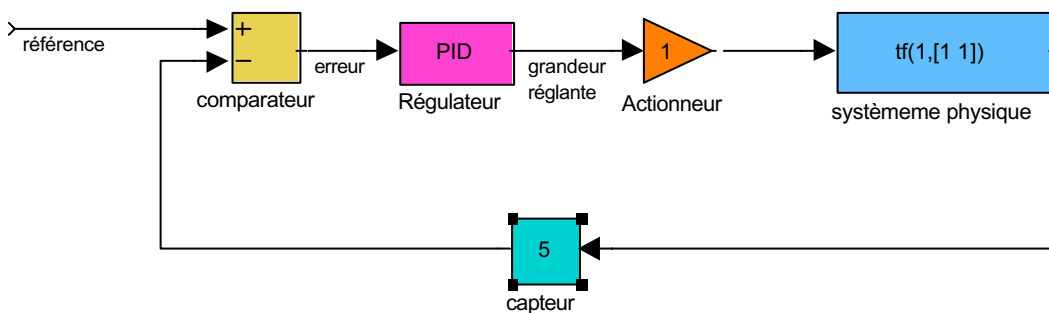 référence
+
−
comparateur
erreur
PID
Régulateur
grandeur
réglante
1
Actionneur
tf(1,[1 1])
systèmeme physique
5
capteur